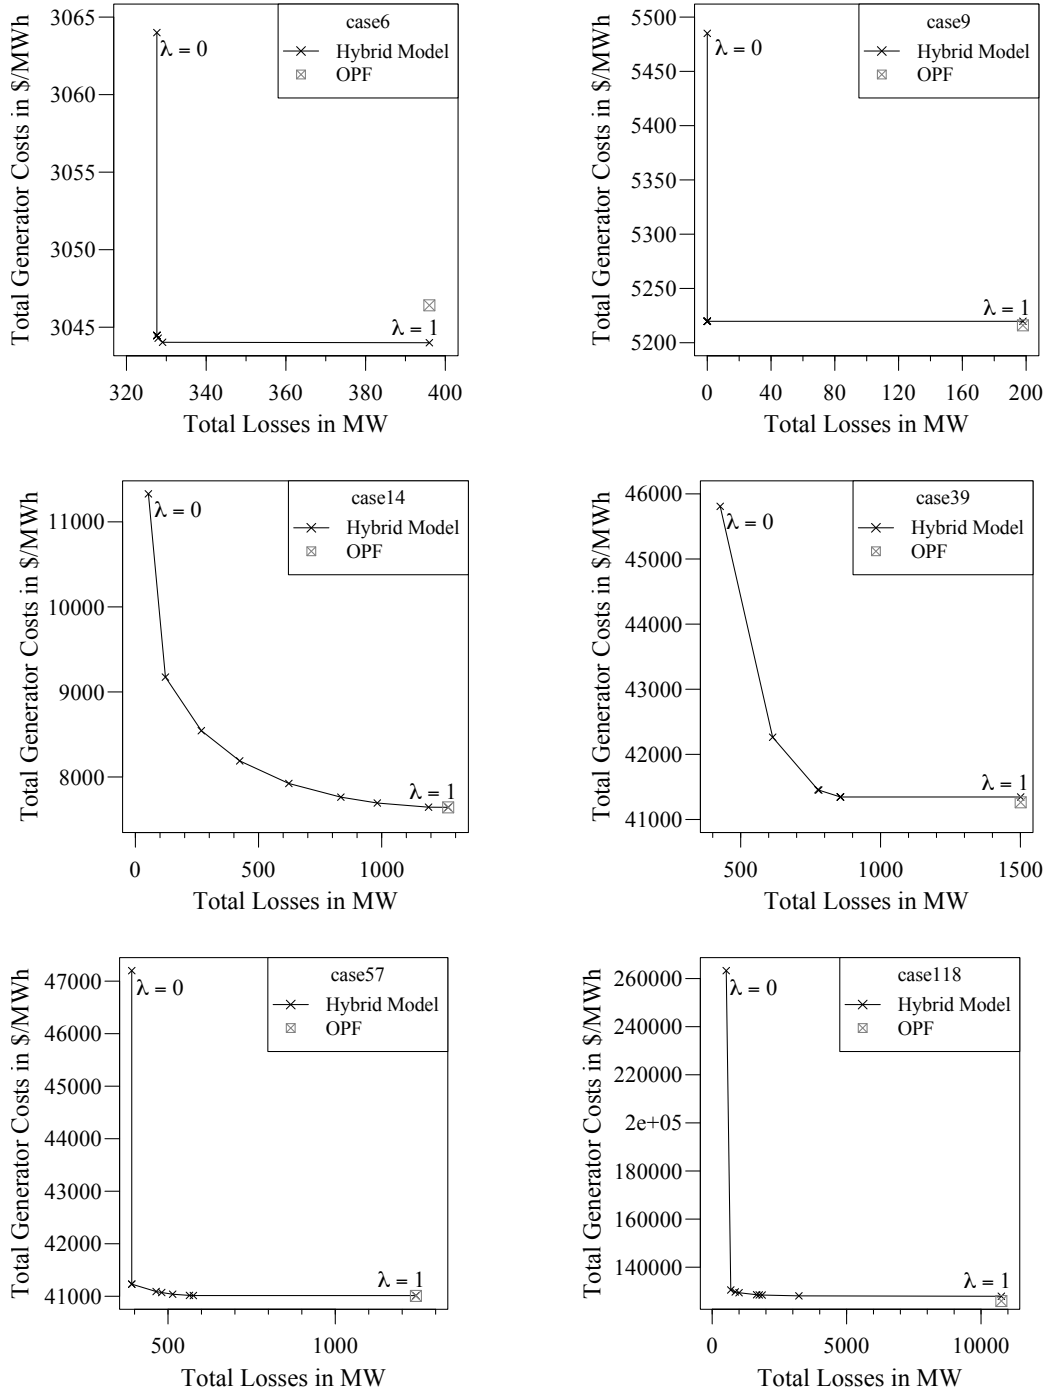 case6
Hybrid Model
OPF
λ = 0
λ = 1
3065
3060
3055
3050
3045
320
340
360
380
400
Total Generator Costs in $/MWh
Total Losses in MW
case9
Hybrid Model
OPF
λ = 0
λ = 1
5500
5450
5400
5350
5300
5250
5200
0
40
80
120
160
200
Total Generator Costs in $/MWh
Total Losses in MW
case14
Hybrid Model
OPF
λ = 0
λ = 1
11000
10000
9000
8000
0
500
1000
Total Generator Costs in $/MWh
Total Losses in MW
case39
Hybrid Model
OPF
λ = 0
λ = 1
46000
45000
44000
43000
42000
41000
500
1000
1500
Total Generator Costs in $/MWh
Total Losses in MW
case57
Hybrid Model
OPF
λ = 0
λ = 1
47000
46000
45000
44000
43000
42000
41000
500
1000
Total Generator Costs in $/MWh
Total Losses in MW
case118
Hybrid Model
OPF
λ = 0
λ = 1
260000
240000
220000
2e+05
180000
160000
140000
0
5000
10000
Total Generator Costs in $/MWh
Total Losses in MW